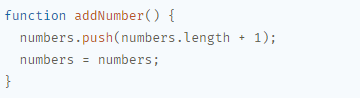 function addNumber() {
  numbers.push(numbers.length + 1);
  numbers = numbers;
}